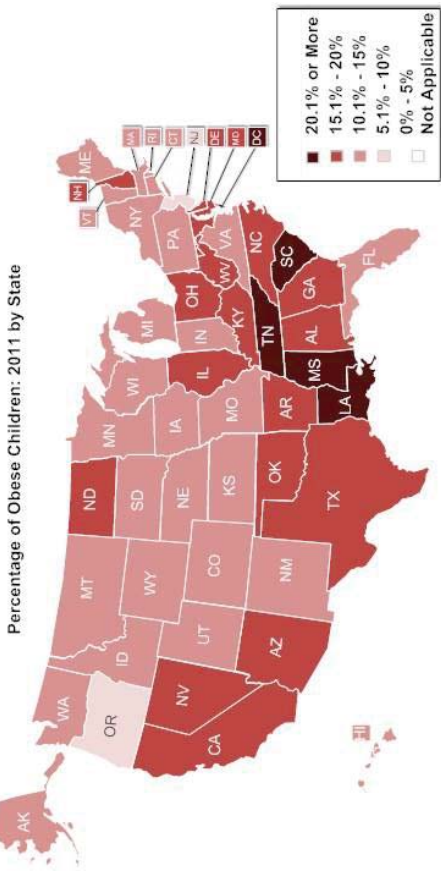 Percentage of Obese Children: 2011 by State
AK
WA
OR
CA
NV
ID
MT
WY
UT
AZ
CO
NM
ND
SD
NE
KS
OK
TX
MN
IA
MO
AR
LA
WI
IL
MI
IN
OH
KY
TN
MS
AL
GA
FL
SC
NC
VA
WV
PA
NY
VT
NH
ME
MA
RI
CT
NJ
DE
MD
DC
HI
20.1% or More
15.1% - 20%
10.1% - 15%
5.1% - 10%
0% - 5%
Not Applicable